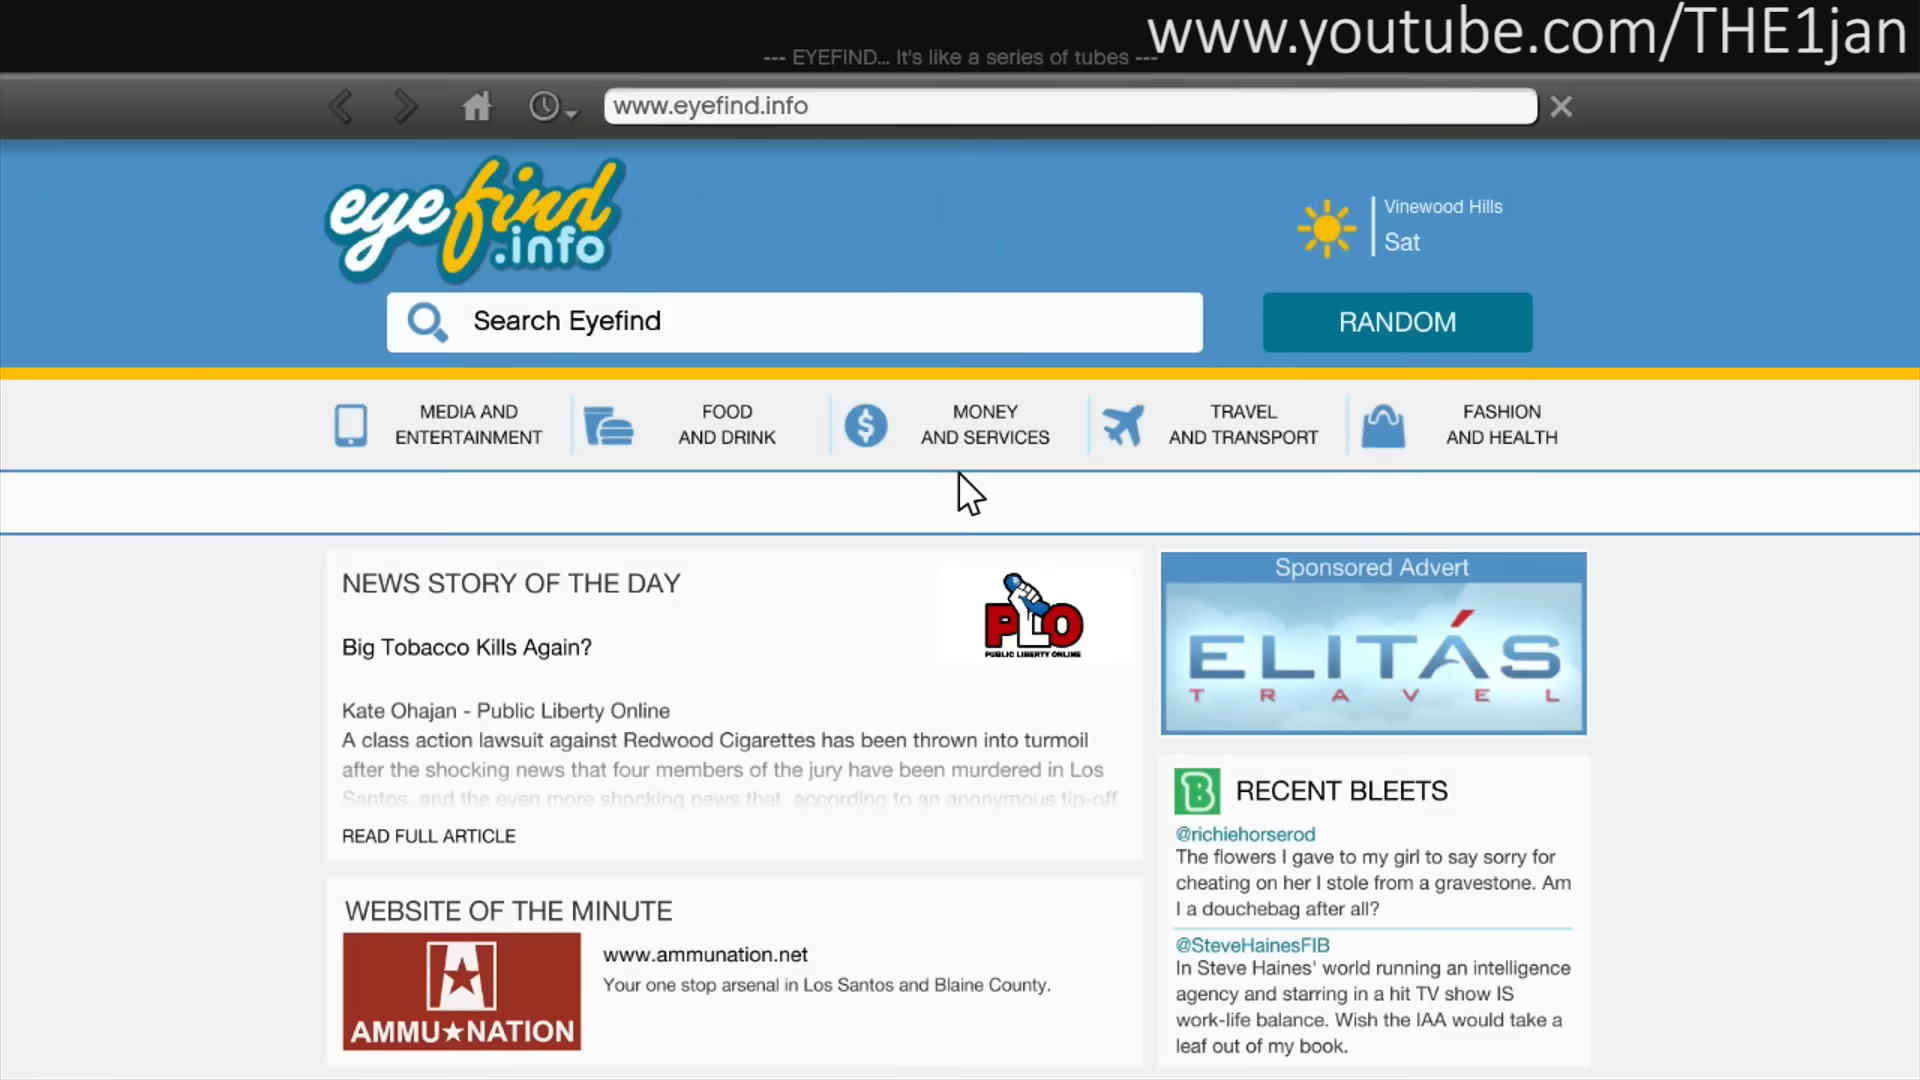 www.youtube.com/THE1jan
--- EYEFIND... It's like a series of tubes ---
www.eyefind.info
eyefind
.info
Vinewood Hills
Sat
Search Eyefind
RANDOM
MEDIA AND
ENTERTAINMENT
FOOD
AND DRINK
MONEY
AND SERVICES
TRAVEL
AND TRANSPORT
FASHION
AND HEALTH
NEWS STORY OF THE DAY
PLO
PUBLIC LIBERTY ONLINE
Big Tobacco Kills Again?
Kate Ohajan - Public Liberty Online
A class action lawsuit against Redwood Cigarettes has been thrown into turmoil
after the shocking news that four members of the jury have been murdered in Los
Santos, and the even more shocking news that, according to an anonymous tip-off
READ FULL ARTICLE
WEBSITE OF THE MINUTE
AMMU★NATION
www.ammunation.net
Your one stop arsenal in Los Santos and Blaine County.
Sponsored Advert
ELITÁS
TRAVEL
B
RECENT BLEETS
@richiehorserod
The flowers I gave to my girl to say sorry for
cheating on her I stole from a gravestone. Am
I a douchebag after all?
@SteveHainesFIB
In Steve Haines' world running an intelligence
agency and starring in a hit TV show IS
work-life balance. Wish the IAA would take a
leaf out of my book.